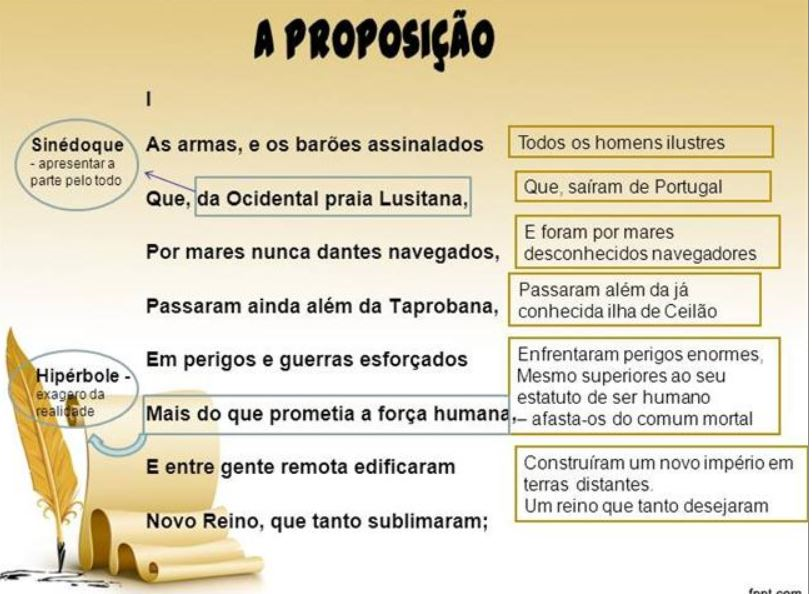 A PROPOSIÇÃO
I
Sinédoque
- apresentar a
parte pelo todo
As armas, e os barões assinalados
Todos os homens ilustres
Que, da Ocidental praia Lusitana,
Que, saíram de Portugal
Por mares nunca dantes navegados,
E foram por mares
desconhecidos navegadores
Passaram ainda além da Taprobana,
Passaram além da já
conhecida ilha de Ceilão
Em perigos e guerras esforçados
Hipérbole -
exagero da
realidade
Mais do que prometia a força humana,
Enfrentaram perigos enormes,
Mesmo superiores ao seu
estatuto de ser humano
– afasta-os do comum mortal
E entre gente remota edificaram
Construíram um novo império em
terras distantes.
Um reino que tanto desejaram
Novo Reino, que tanto sublimaram;
fppt.com